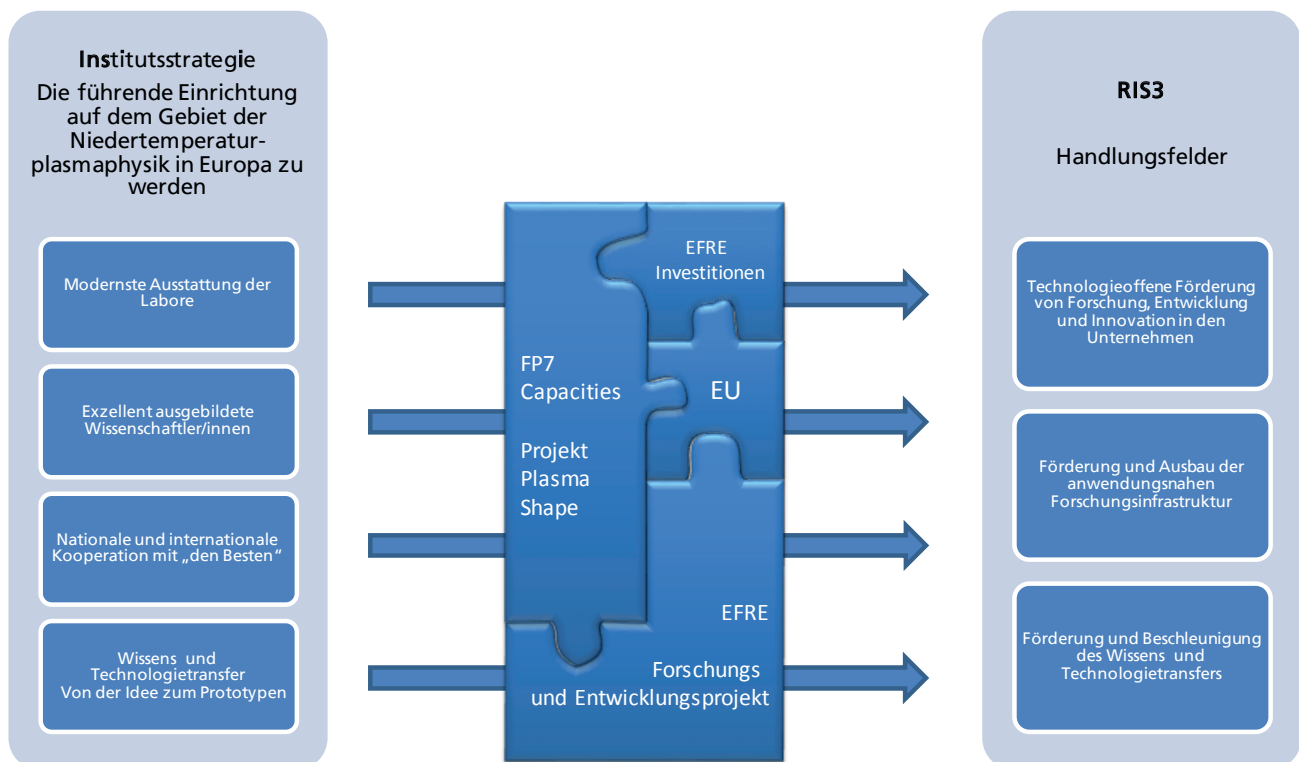 Institutsstrategie
Die führende Einrichtung
auf dem Gebiet der
Niedertemperatur-
plasmaphysik in Europa zu
werden
Modernste Ausstattung der
Labore
Exzellent ausgebildete
Wissenschaftler/innen
Nationale und internationale
Kooperation mit „den Besten“
Wissens und
Technologietransfer
Von der Idee zum Prototypen
FP7
Capacities
Projekt
Plasma
Shape
EFRE
Investitionen
EU
EFRE
Forschungs
und Entwicklungsprojekt
RIS3
Handlungsfelder
Technologieoffene Förderung
von Forschung, Entwicklung
und Innovation in den
Unternehmen
Förderung und Ausbau der
anwendungsnahen
Forschungsinfrastruktur
Förderung und Beschleunigung
des Wissens und
Technologietransfers